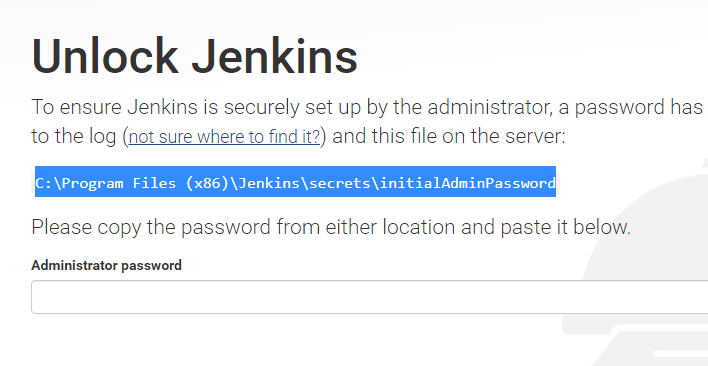 Unlock Jenkins
To ensure Jenkins is securely set up by the administrator, a password has
to the log (not sure where to find it?) and this file on the server:
C:\Program Files (x86)\Jenkins\secrets\initialAdminPassword
Please copy the password from either location and paste it below.
Administrator password